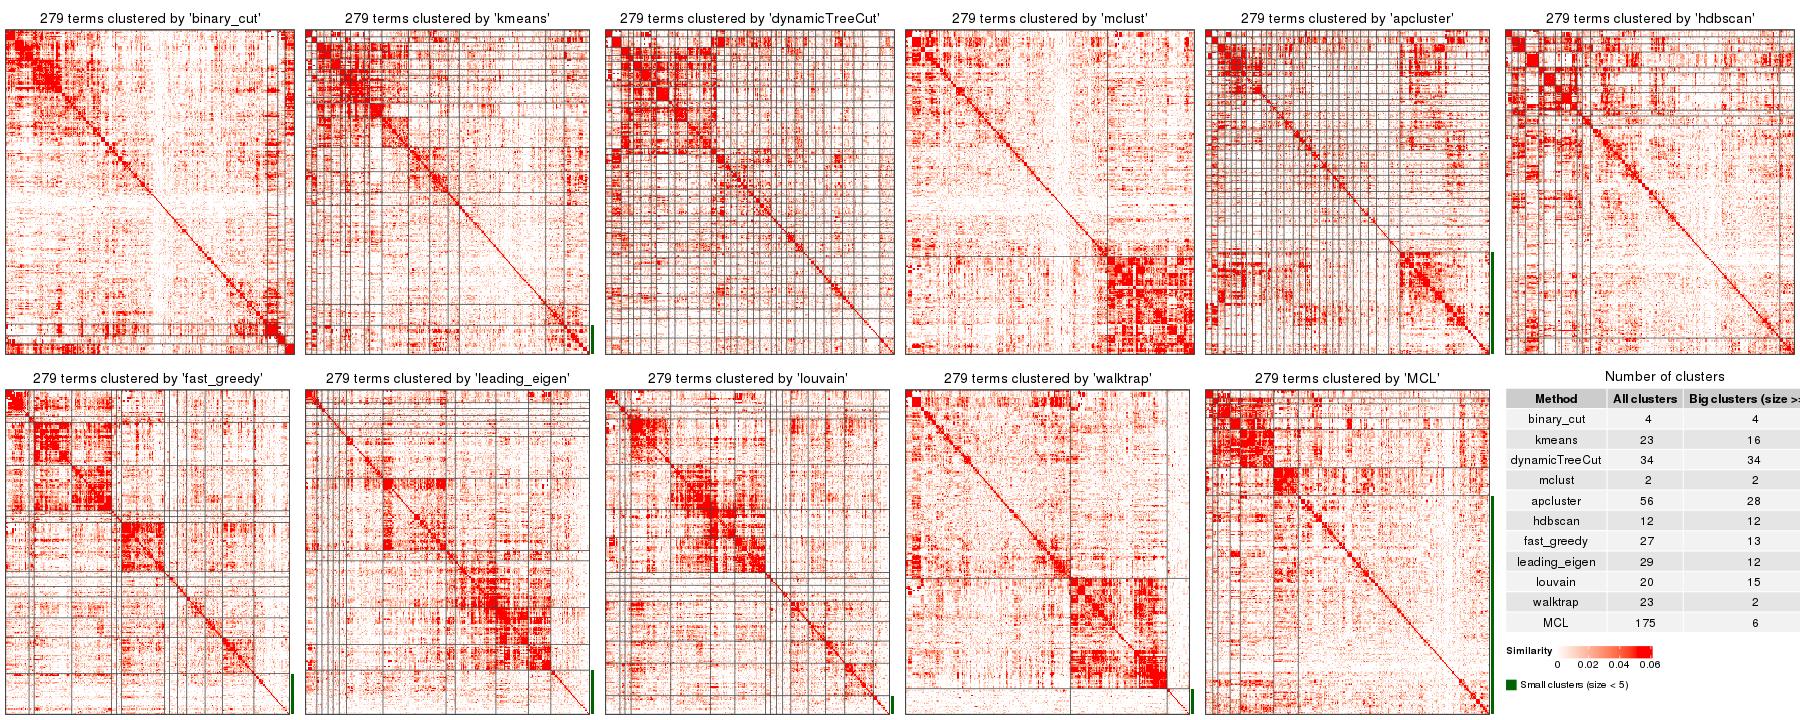 279 terms clustered by 'binary_cut'
279 terms clustered by 'kmeans'
279 terms clustered by 'dynamicTreeCut'
279 terms clustered by 'mclust'
279 terms clustered by 'apcluster'
279 terms clustered by 'hdbscan'
279 terms clustered by 'fast_greedy'
279 terms clustered by 'leading_eigen'
279 terms clustered by 'louvain'
279 terms clustered by 'walktrap'
279 terms clustered by 'MCL'
Number of clusters
Method All clusters Big clusters (size >=
binary_cut 4 4
kmeans 23 16
dynamicTreeCut 34 34
mclust 2 2
apcluster 56 28
hdbscan 12 12
fast_greedy 27 13
leading_eigen 29 12
louvain 20 15
walktrap 23 2
MCL 175 6
Similarity
0 0.02 0.04 0.06
Small clusters (size < 5)